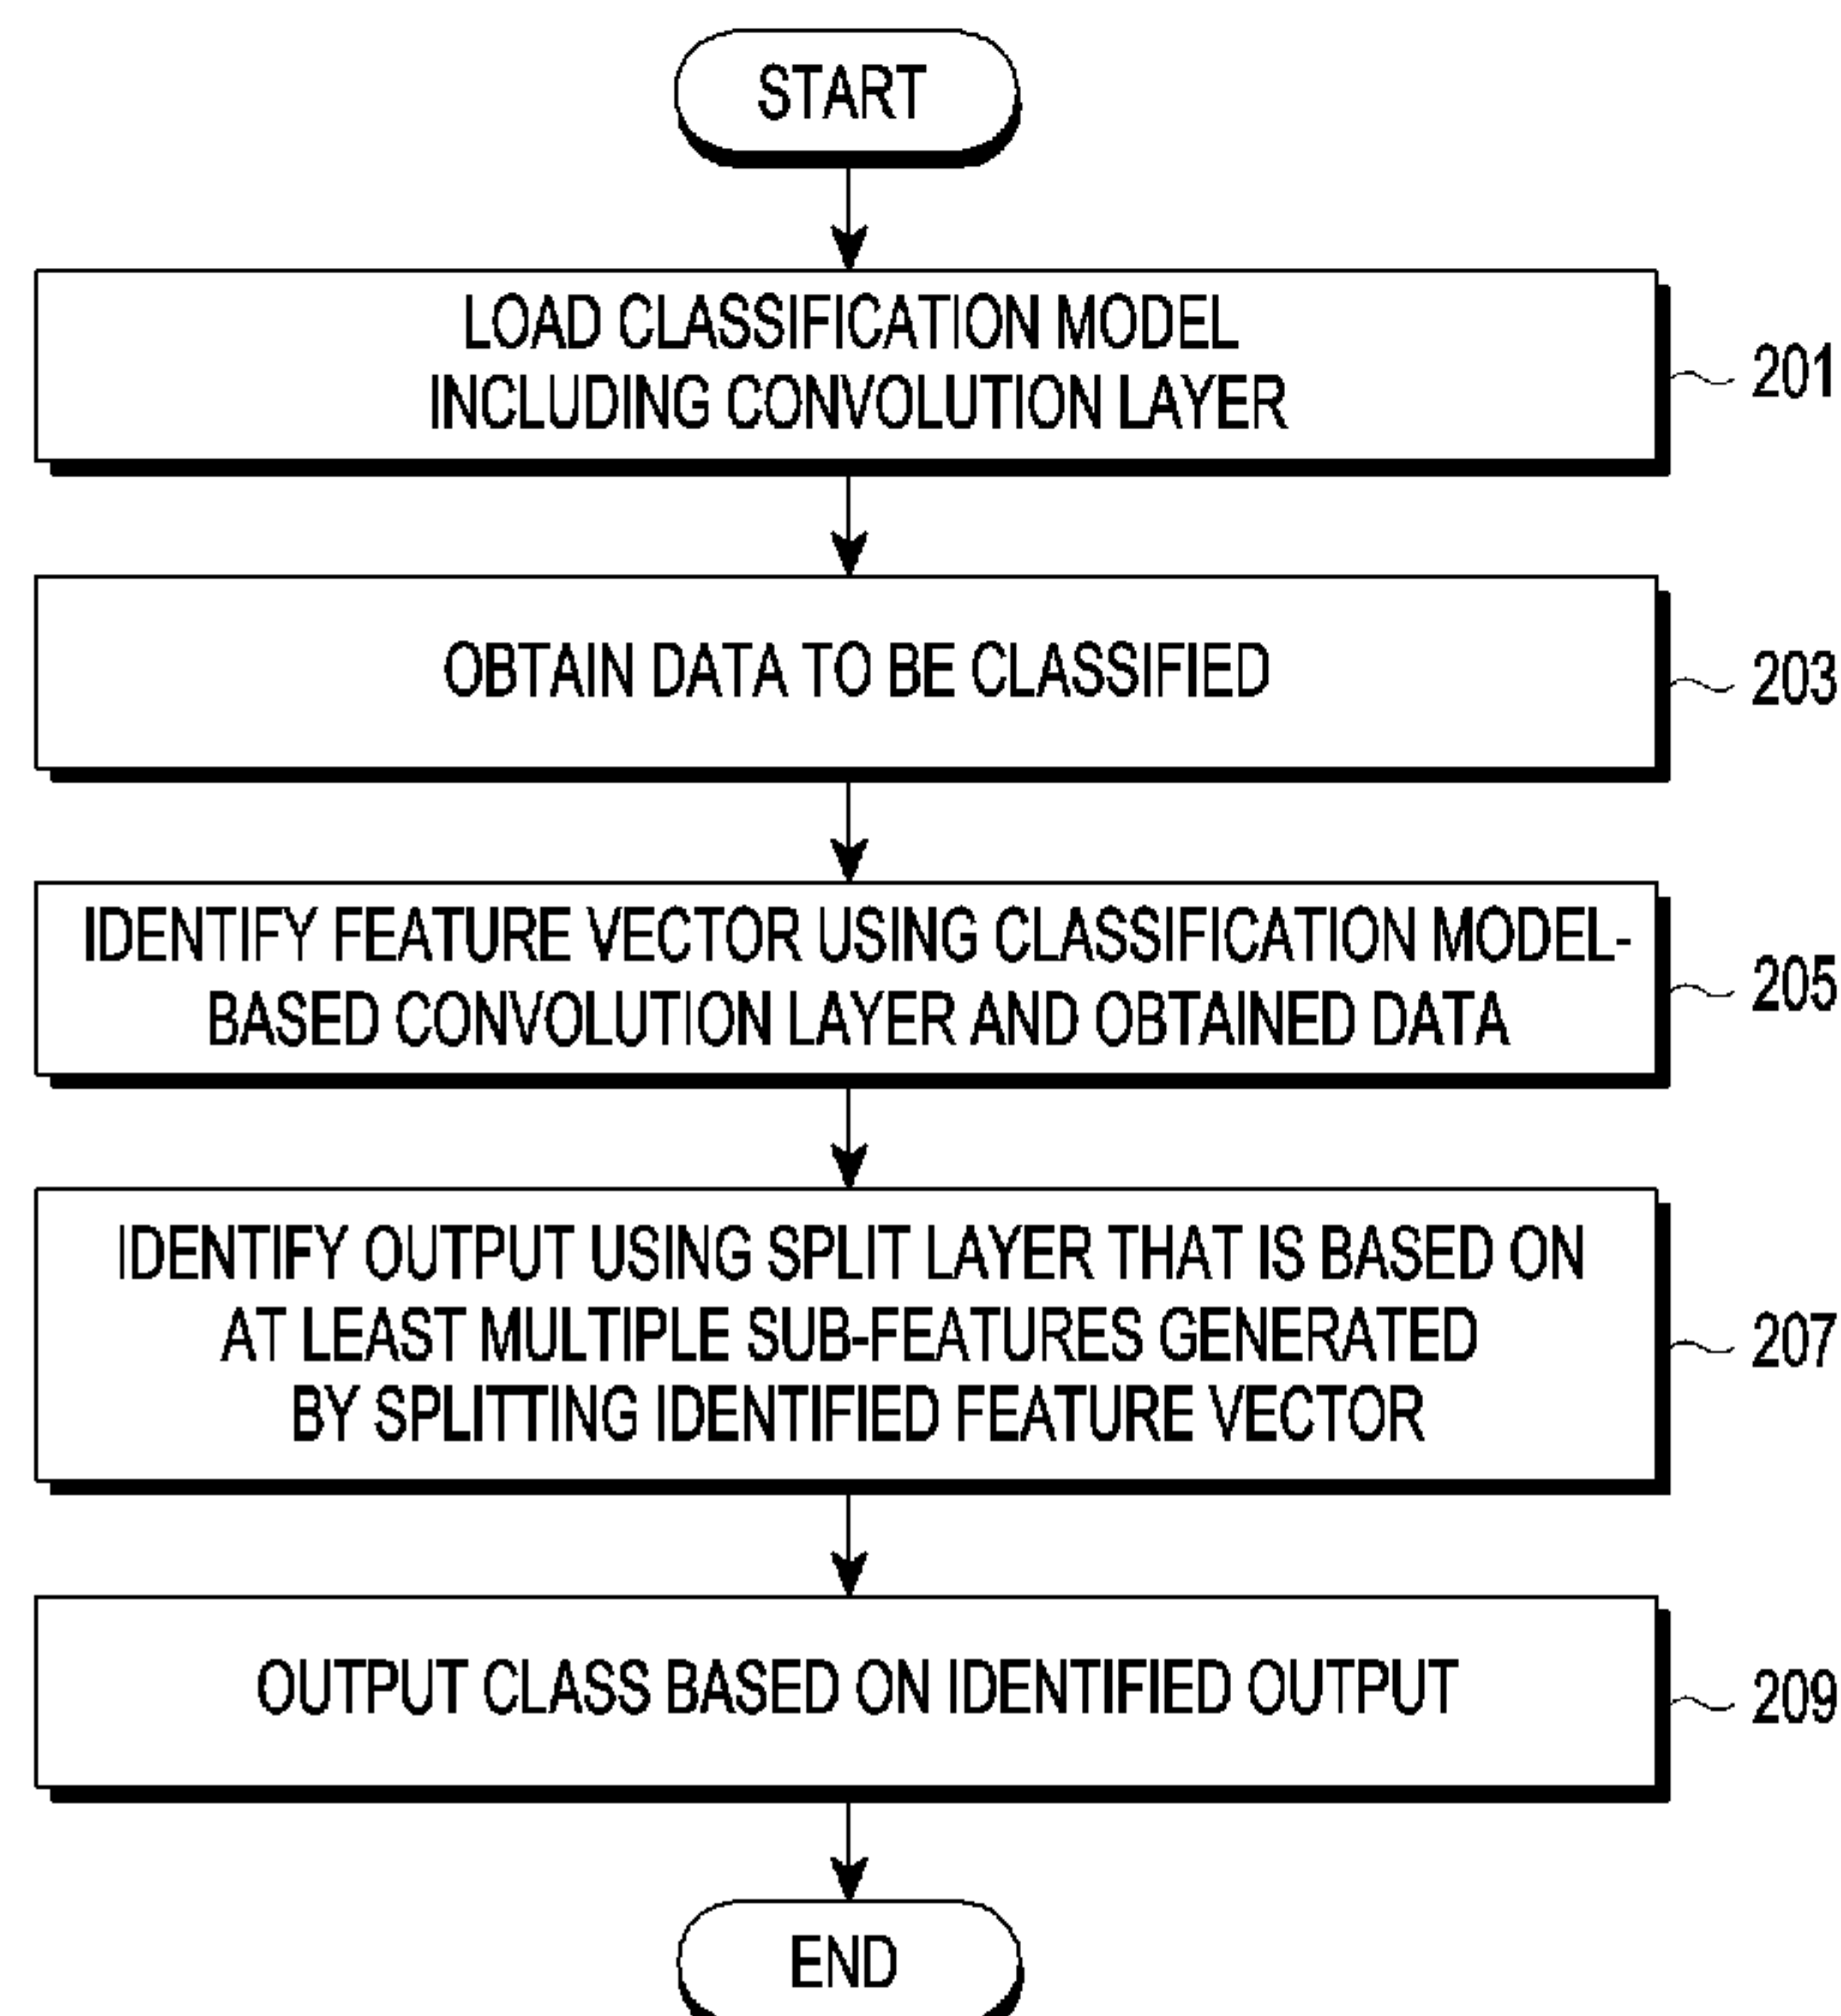 START
LOAD CLASSIFICATION MODEL
INCLUDING CONVOLUTION LAYER
201
OBTAIN DATA TO BE CLASSIFIED
203
IDENTIFY FEATURE VECTOR USING CLASSIFICATION MODEL-
BASED CONVOLUTION LAYER AND OBTAINED DATA
205
IDENTIFY OUTPUT USING SPLIT LAYER THAT IS BASED ON
AT LEAST MULTIPLE SUB-FEATURES GENERATED
BY SPLITTING IDENTIFIED FEATURE VECTOR
207
OUTPUT CLASS BASED ON IDENTIFIED OUTPUT
209
END